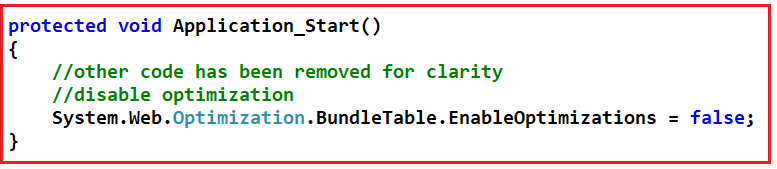 protected void Application_Start()
{
    //other code has been removed for clarity
    //disable optimization
    System.Web.Optimization.BundleTable.EnableOptimizations = false;
}